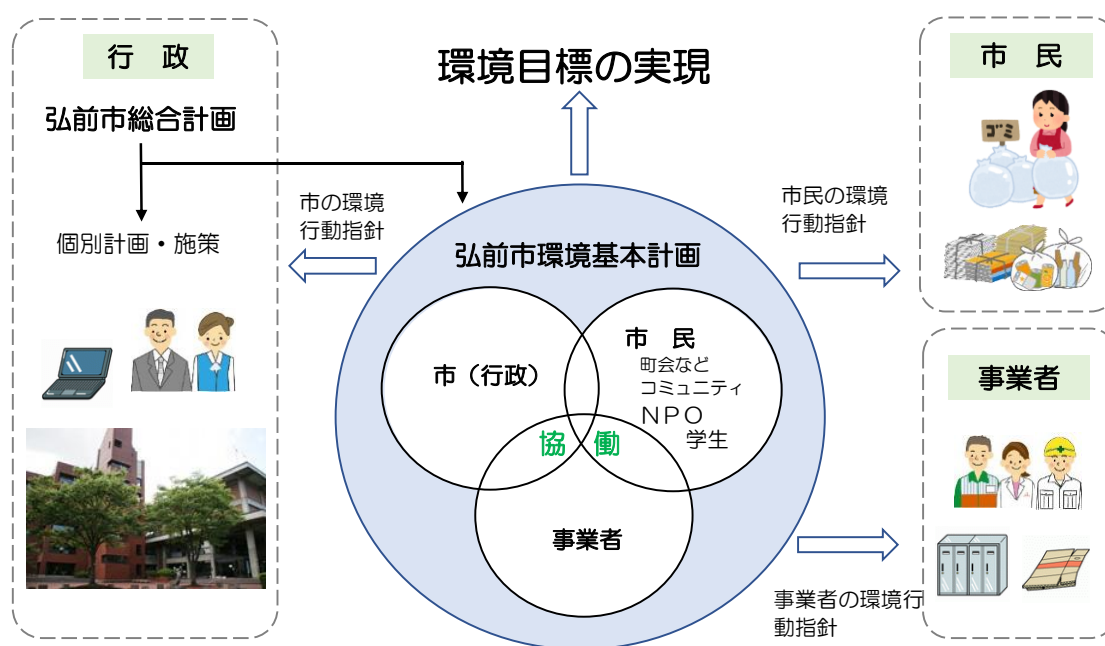 行　政
弘前市総合計画
個別計画・施策
環境目標の実現
市の環境
行動指針
弘前市環境基本計画
市（行政）
市　民
町会など
コミュニティ
ＮＰＯ
学生
協　働
事業者
市民の環境
行動指針
事業者の環境行
動指針
市　民
ゴミ
事業者